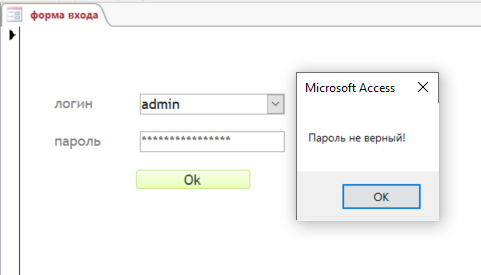 форма входа
Microsoft Access
логин
admin
Пароль не верный!
пароль
****************
Ok
OK